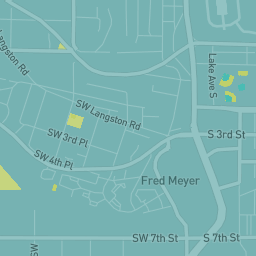 Langston Rd
Lake Ave S
SW Langston Rd
S 3rd St
SW 3rd Pl
SW 4th Pl
Fred Meyer
SW 7th St
S 7th St
SW